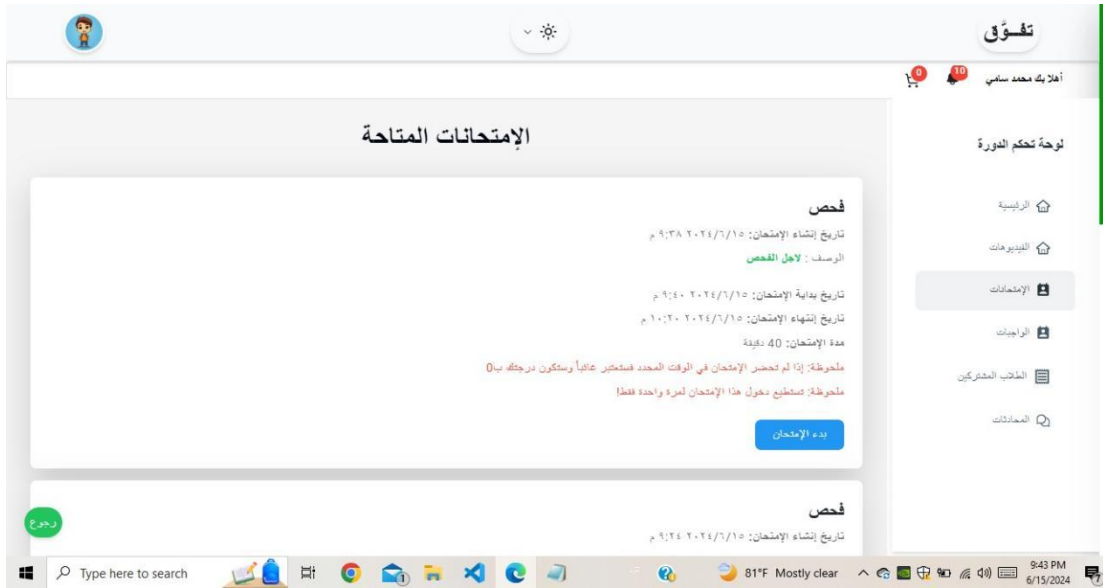 تفـوَّق
أهلا بك محمد سامي
10
0
لوحة تحكم الدورة
الرئيسية
الفيديوهات
الإمتحانات
الواجبات
الطلاب المشتركين
المحادثات
الإمتحانات المتاحة
فحص
تاريخ إنشاء الإمتحان: ٢٠٢٤/٦/١٥ ٩:٣٨ م
الوصف : لاجل الفحص
تاريخ بداية الإمتحان: ٢٠٢٤/٦/١٥ ٩:٤٠ م
تاريخ إنتهاء الإمتحان: ٢٠٢٤/٦/١٥ ١٠:٢٠ م
مدة الإمتحان: 40 دقيقة
ملحوظة: إذا لم تحضر الإمتحان في الوقت المحدد فستعتبر غائباً وستكون درجتك ب0
ملحوظة: تستطيع دخول هذا الإمتحان لمرة واحدة فقط!
بدء الإمتحان
فحص
تاريخ إنشاء الإمتحان: ٢٠٢٤/٦/١٥ ٩:٢٤ م
رجوع
Type here to search
81°F Mostly clear
9:43 PM
6/15/2024